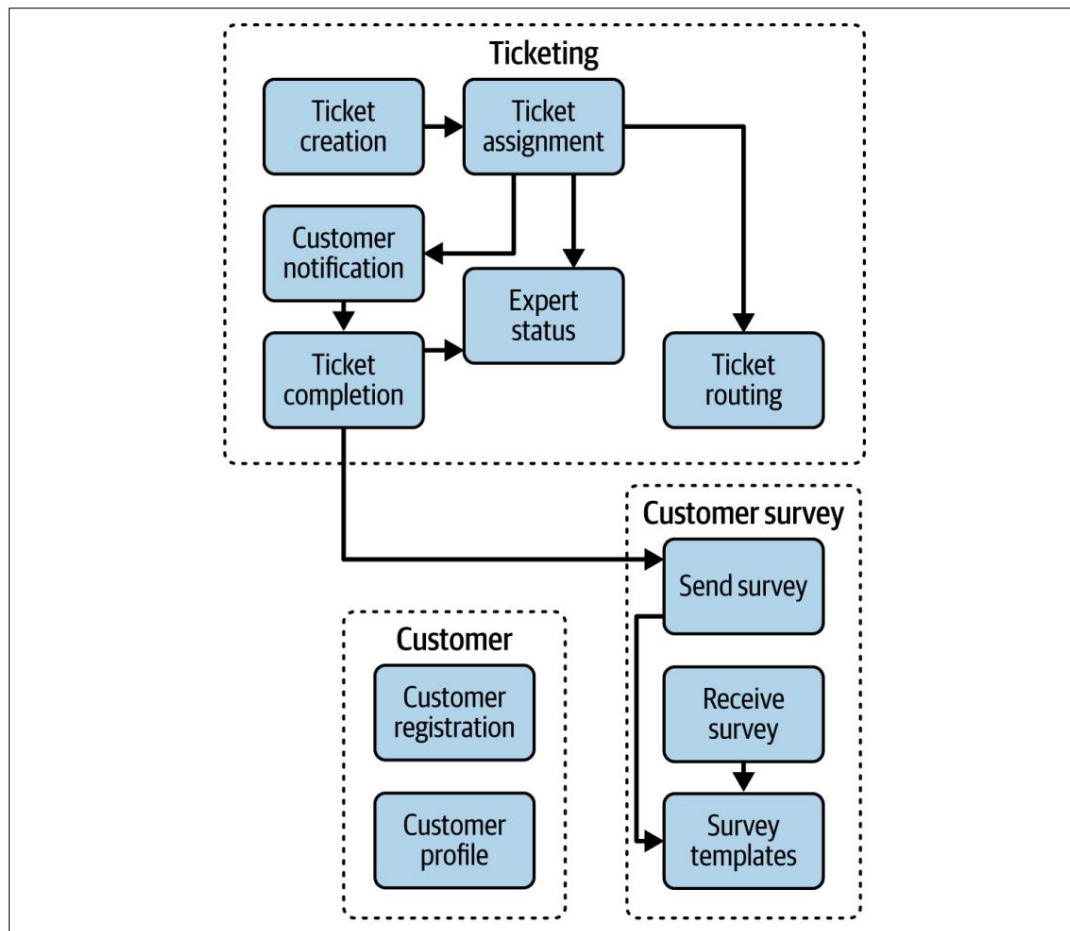 Ticketing
Ticket
creation
Ticket
assignment
Customer
notification
Expert
status
Ticket
completion
Ticket
routing
Customer survey
Send survey
Customer
Customer
registration
Receive
survey
Customer
profile
Survey
templates